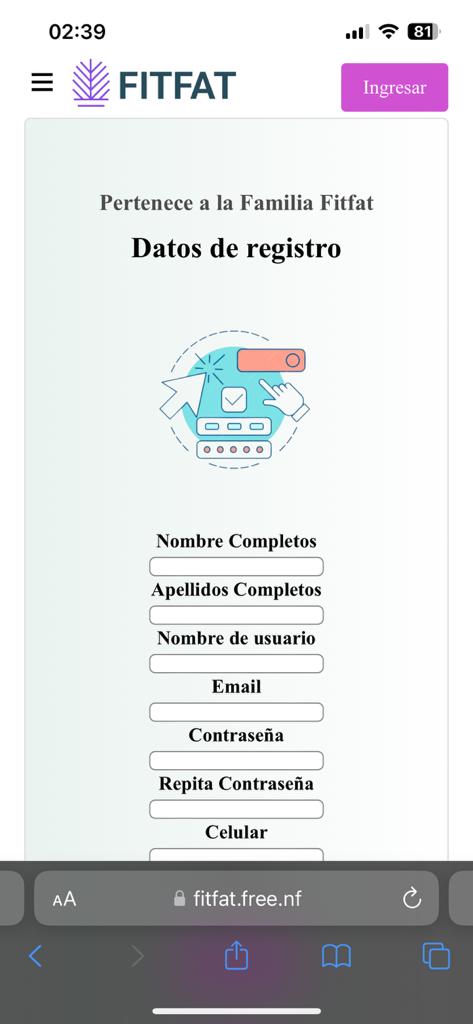 02:39
81
FITFAT
Ingresar
Pertenece a la Familia Fitfat
Datos de registro
Nombre Completos
Apellidos Completos
Nombre de usuario
Email
Contraseña
Repita Contraseña
Celular
AA
fitfat.free.nf